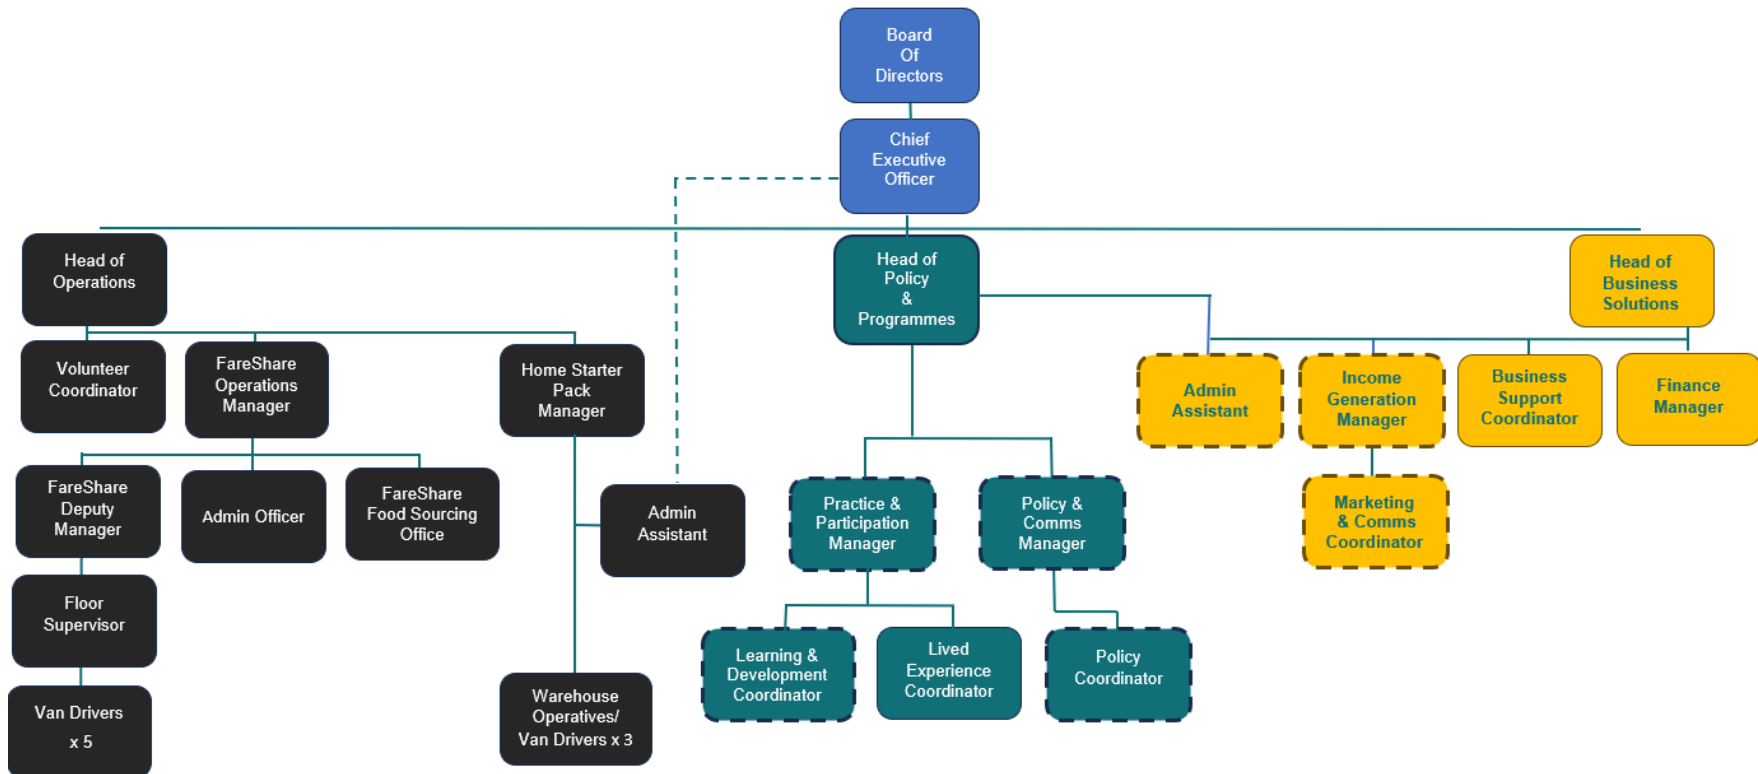 Board
Of
Directors
Chief
Executive
Officer
Head of
Operations
Head of
Policy
&
Programmes
Head of
Business
Solutions
Volunteer
Coordinator
FareShare
Operations
Manager
Home Starter
Pack
Manager
Admin
Assistant
Income
Generation
Manager
Business
Support
Coordinator
Finance
Manager
FareShare
Deputy
Manager
Admin Officer
FareShare
Food Sourcing
Office
Admin
Assistant
Practice &
Participation
Manager
Policy &
Comms
Manager
Marketing
& Comms
Coordinator
Floor
Supervisor
Learning &
Development
Coordinator
Lived
Experience
Coordinator
Policy
Coordinator
Van Drivers
x 5
Warehouse
Operatives/
Van Drivers x 3